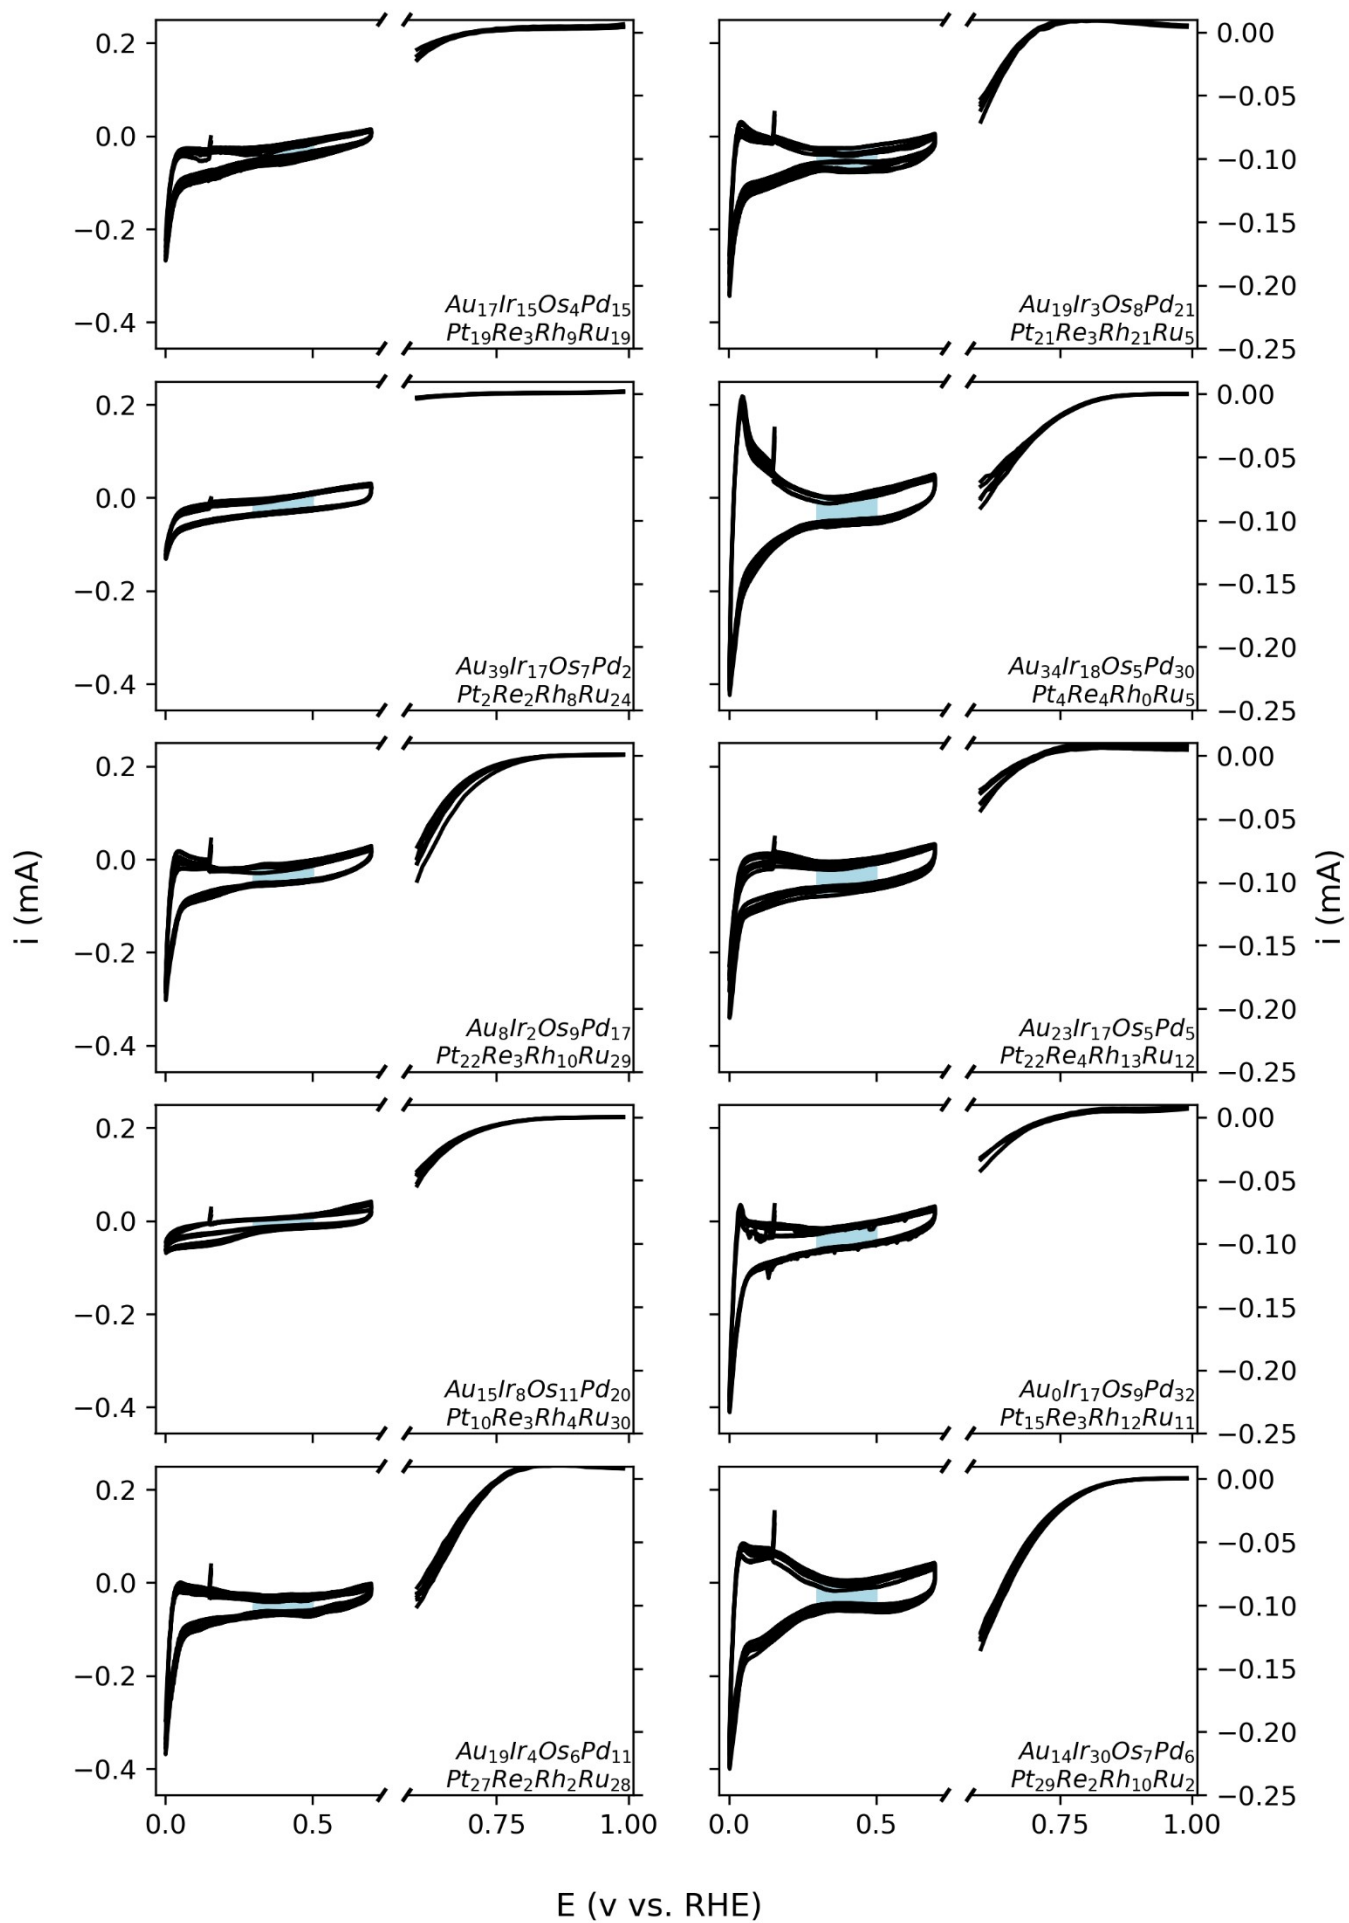 0.2
0.0
−0.2
−0.4
Au₁₇Ir₁₅Os₄Pd₁₅
Pt₁₉Re₃Rh₉Ru₁₉
Au₁₉Ir₃Os₈Pd₂₁
Pt₂₁Re₃Rh₂₁Ru₅
0.00
−0.05
−0.10
−0.15
−0.20
−0.25
0.2
0.0
−0.2
−0.4
Au₃₉Ir₁₇Os₇Pd₂
Pt₂Re₂Rh₈Ru₂₄
Au₃₄Ir₁₈Os₅Pd₃₀
Pt₄Re₄Rh₀Ru₅
0.00
−0.05
−0.10
−0.15
−0.20
−0.25
i (mA)
0.2
0.0
−0.2
−0.4
Au₈Ir₂Os₉Pd₁₇
Pt₂₂Re₃Rh₁₀Ru₂₉
Au₂₃Ir₁₇Os₅Pd₅
Pt₂₂Re₄Rh₁₃Ru₁₂
0.00
−0.05
−0.10
−0.15
−0.20
−0.25
i (mA)
0.2
0.0
−0.2
−0.4
Au₁₅Ir₈Os₁₁Pd₂₀
Pt₁₀Re₃Rh₄Ru₃₀
Au₀Ir₁₇Os₉Pd₃₂
Pt₁₅Re₃Rh₁₂Ru₁₁
0.00
−0.05
−0.10
−0.15
−0.20
−0.25
0.2
0.0
−0.2
−0.4
Au₁₉Ir₄Os₆Pd₁₁
Pt₂₇Re₂Rh₂Ru₂₈
Au₁₄Ir₃₀Os₇Pd₆
Pt₂₉Re₂Rh₁₀Ru₂
0.00
−0.05
−0.10
−0.15
−0.20
−0.25
0.0 0.5 0.75 1.00 0.0 0.5 0.75 1.00
E (v vs. RHE)